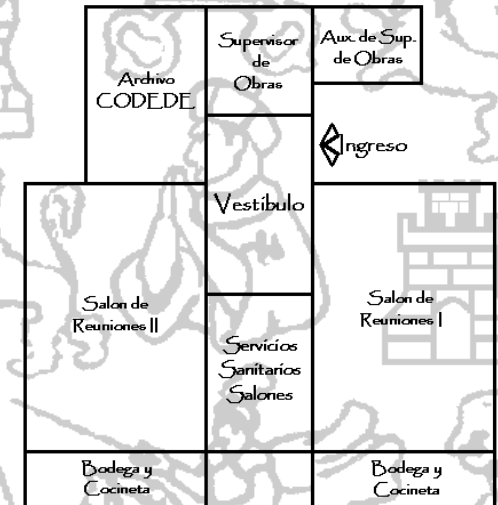 Archivo
CODEDE
Supervisor
de
Obras
Aux. de Sup.
de Obras
Ingreso
Vestíbulo
Salon de
Reuniones II
Salon de
Reuniones I
Servicios
Sanitarios
Salones
Bodega y
Cocineta
Bodega y
Cocineta